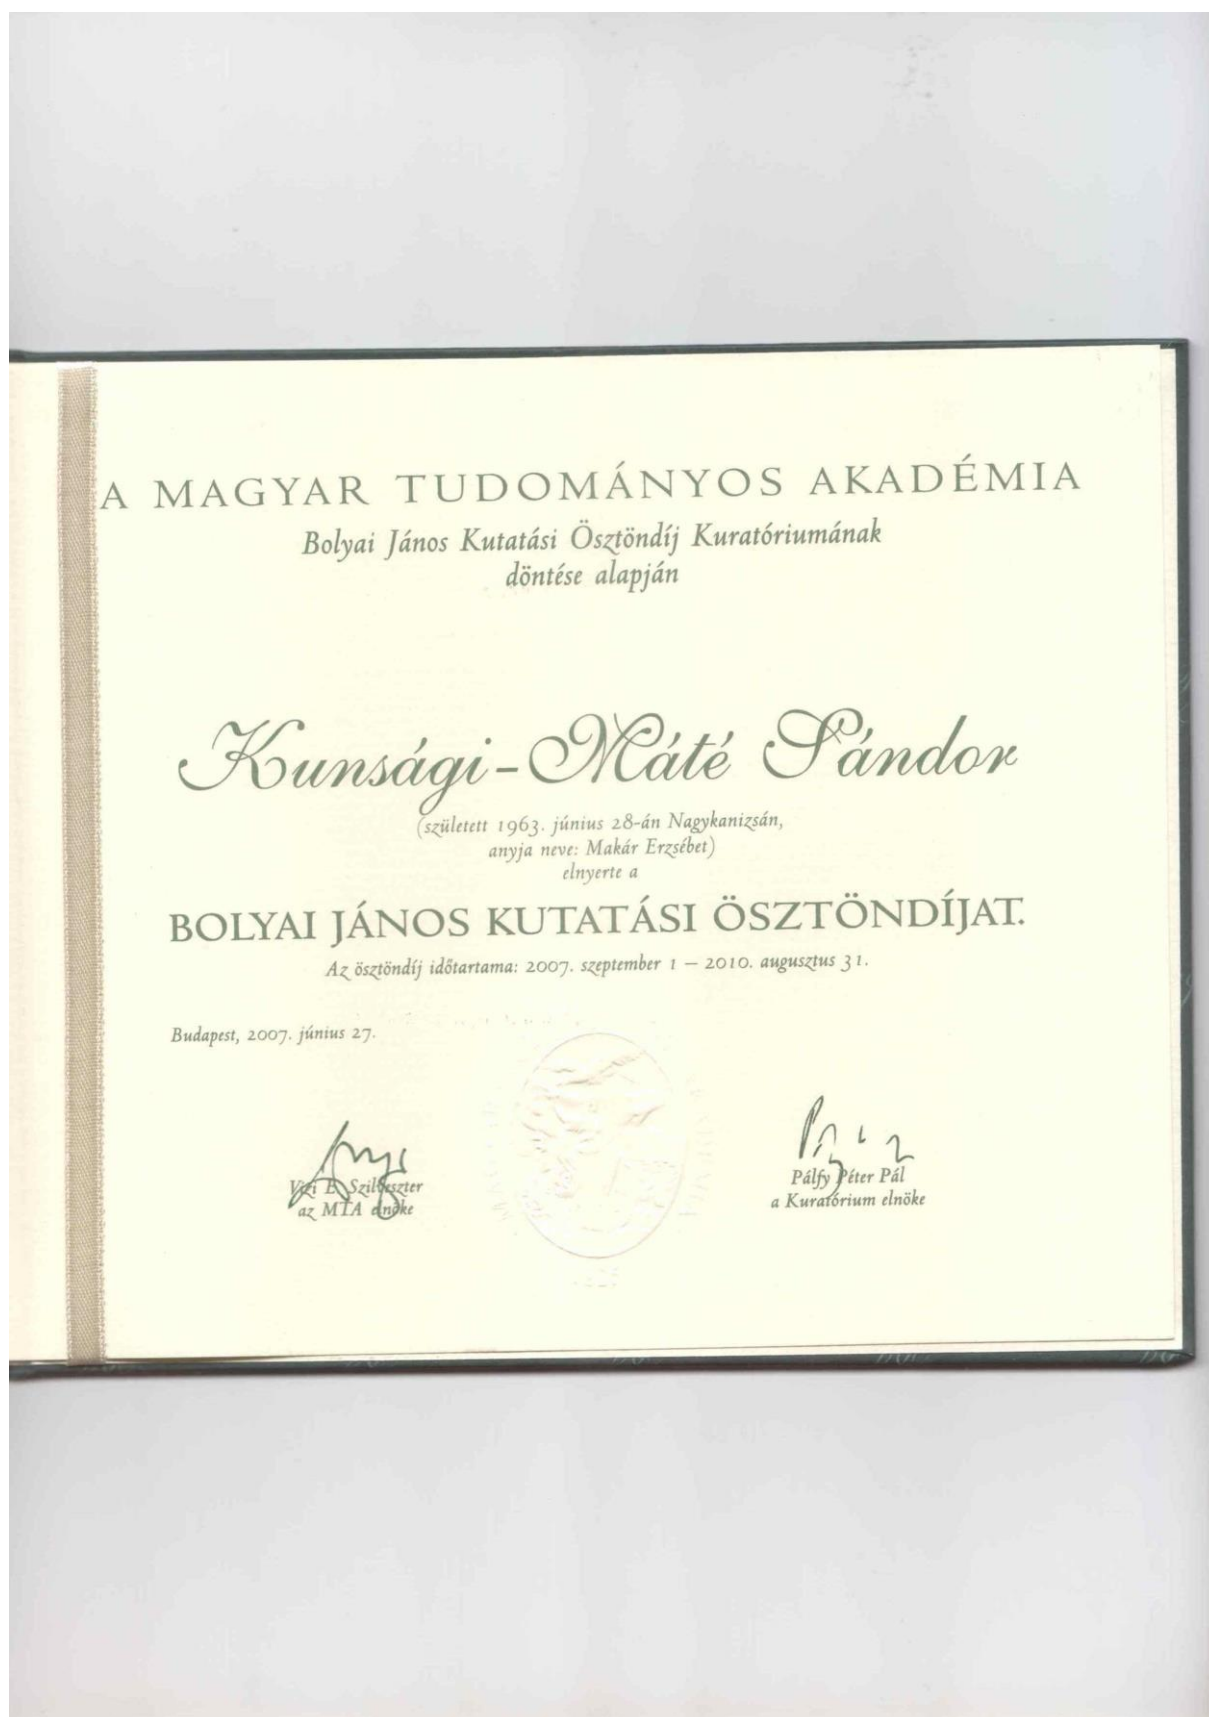 A MAGYAR TUDOMÁNYOS AKADÉMIA
Bolyai János Kutatási Ösztöndíj Kuratóriumának
döntése alapján
Kunsági-Máté Sándor
(született 1963. június 28-án Nagykanizsán,
anyja neve: Makár Erzsébet)
elnyerte a
BOLYAI JÁNOS KUTATÁSI ÖSZTÖNDÍJAT.
Az ösztöndíj időtartama: 2007. szeptember 1 – 2010. augusztus 31.
Budapest, 2007. június 27.
Vizi E. Szilveszter
az MTA elnöke
Pálfy Péter Pál
a Kuratórium elnöke